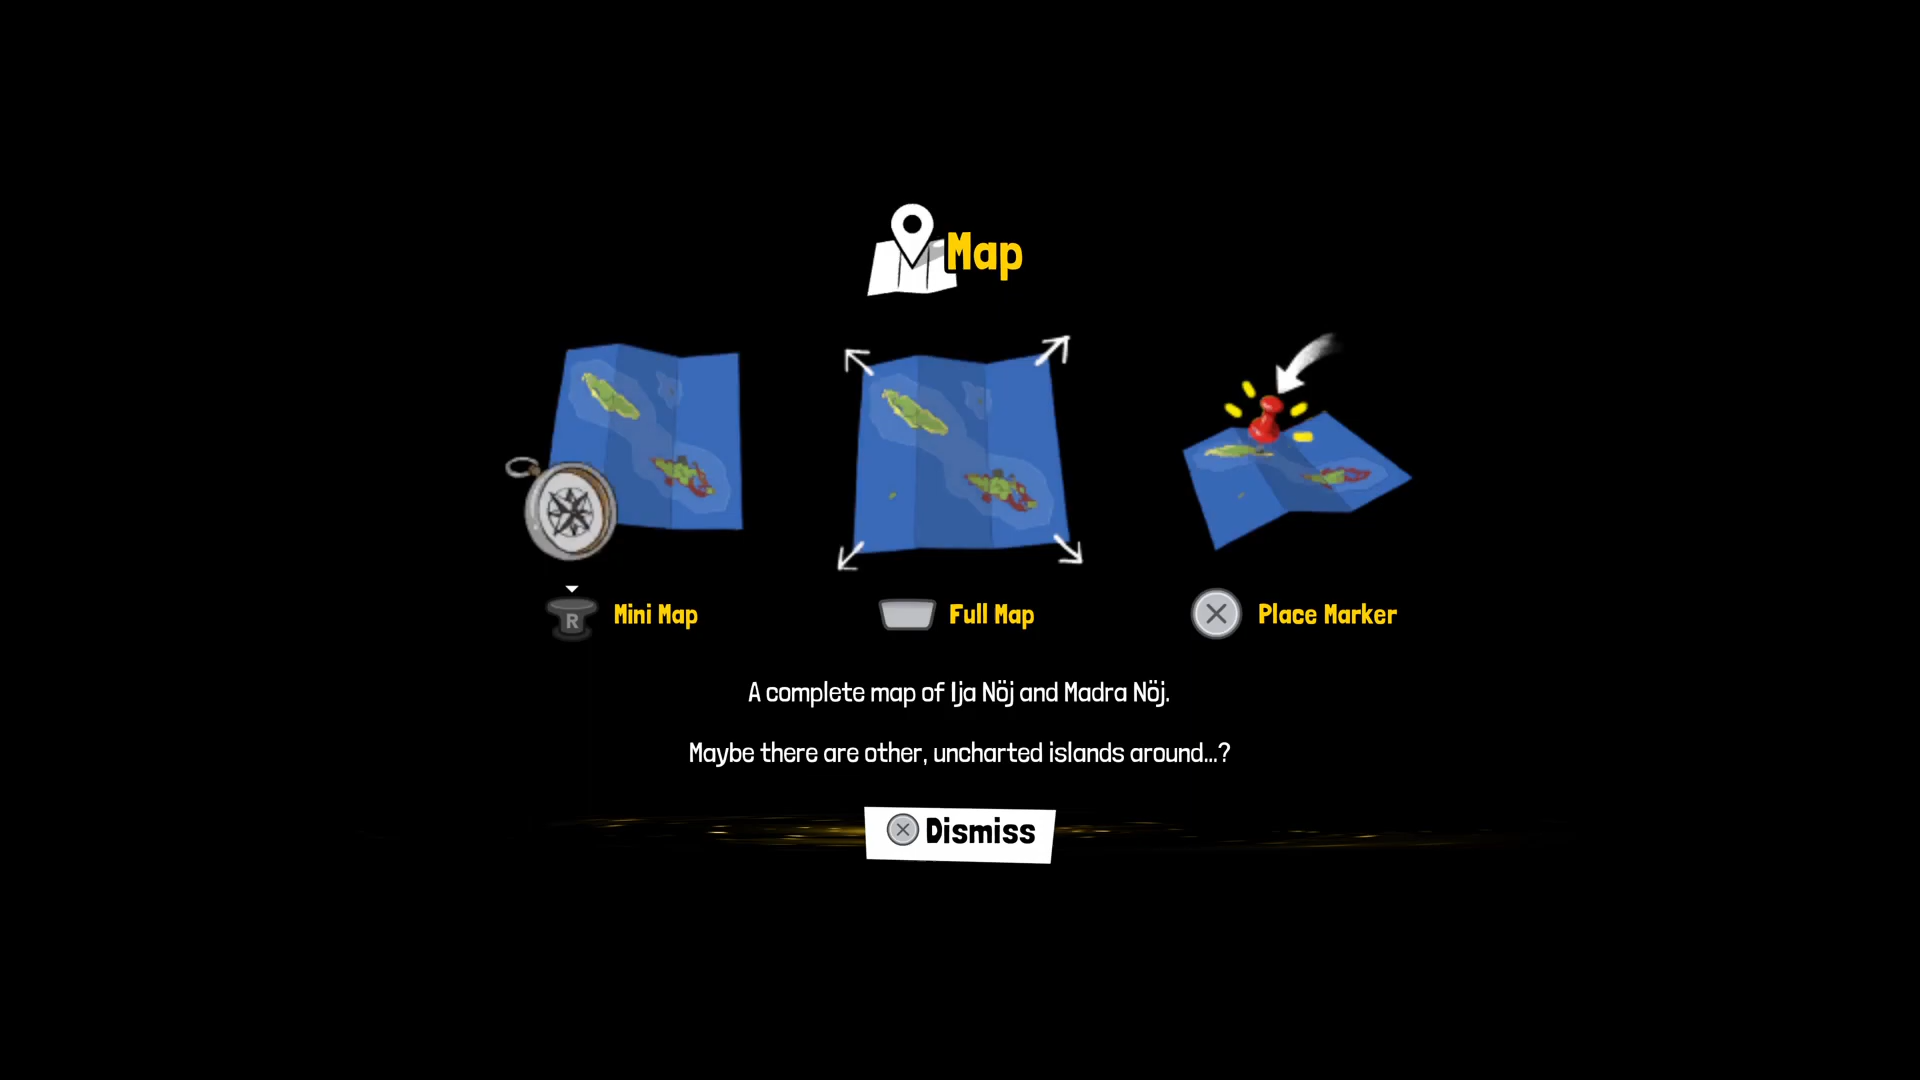 Map
R
Mini Map
Full Map
Place Marker
A complete map of Ija Nöj and Madra Nöj.
Maybe there are other, uncharted islands around...?
Dismiss